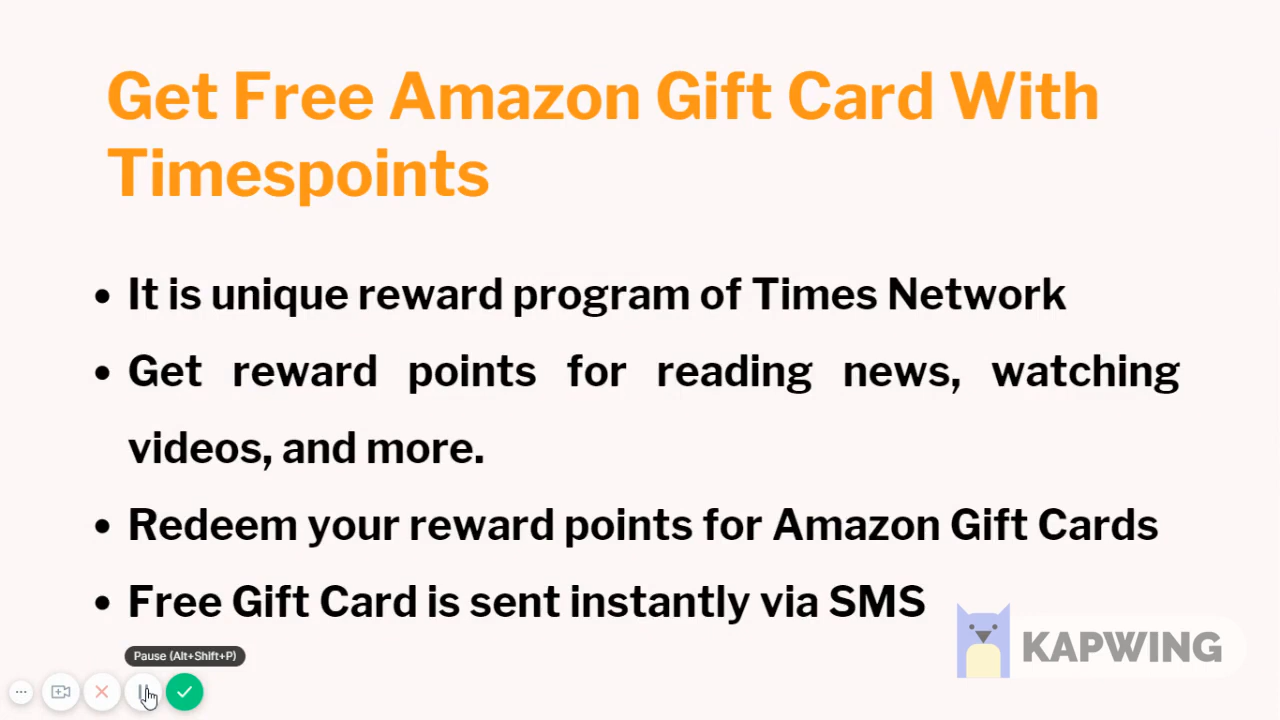 Get Free Amazon Gift Card With
Timespoints
It is unique reward program of Times Network
Get reward points for reading news, watching
videos, and more.
Redeem your reward points for Amazon Gift Cards
Free Gift Card is sent instantly via SMS
KAPWING
Pause (Alt+Shift+P)